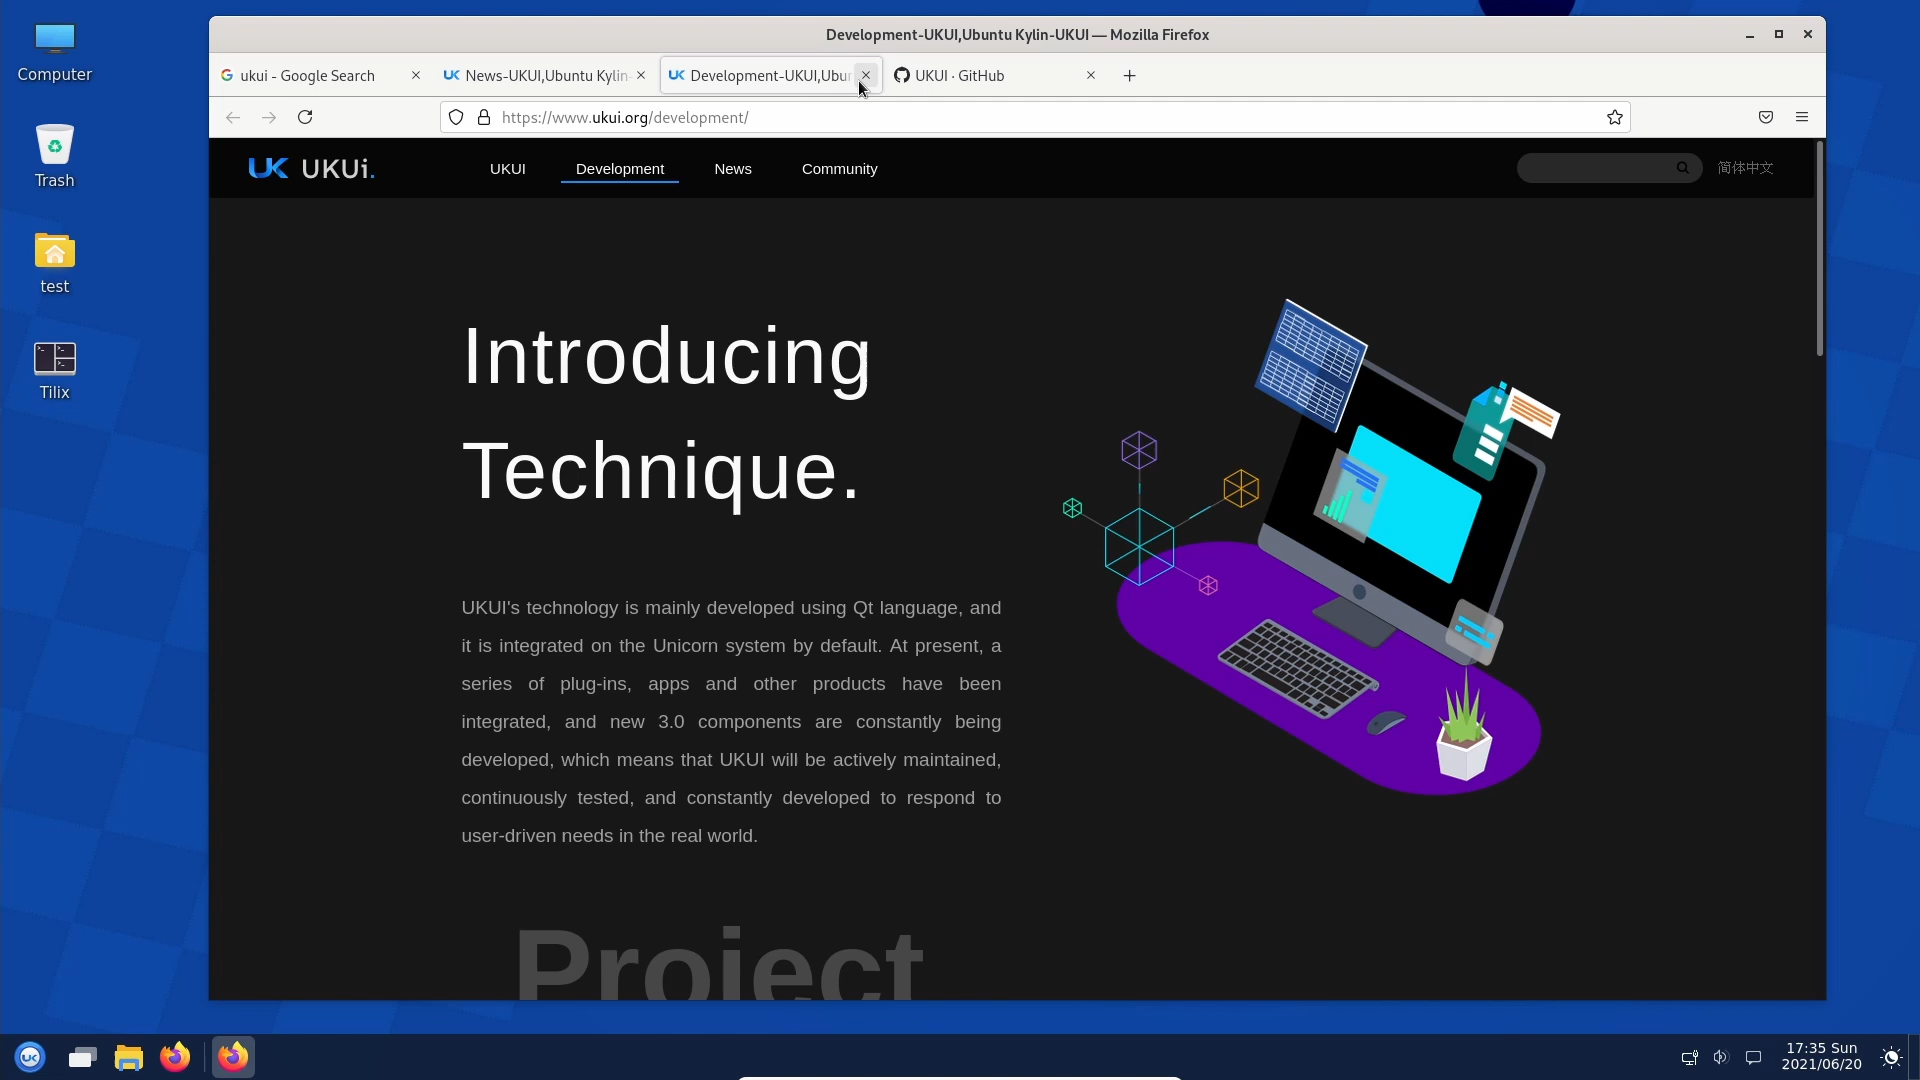 Development-UKUI,Ubuntu Kylin-UKUI — Mozilla Firefox
ukui - Google Search
News-UKUI,Ubuntu Kylin-
Development-UKUI,Ubu
UKUI · GitHub
https://www.ukui.org/development/
UK UKUi.
UKUI
Development
News
Community
简体中文
Computer
Trash
test
Tilix
Introducing
Technique.
UKUI's technology is mainly developed using Qt language, and
it is integrated on the Unicorn system by default. At present, a
series of plug-ins, apps and other products have been
integrated, and new 3.0 components are constantly being
developed, which means that UKUI will be actively maintained,
continuously tested, and constantly developed to respond to
user-driven needs in the real world.
Project
17:35 Sun
2021/06/20